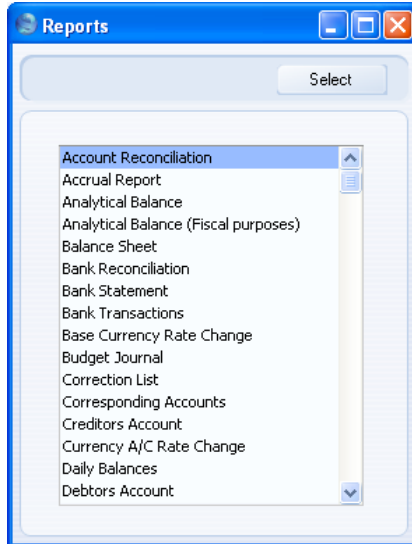 Reports
Select
Account Reconciliation
Accrual Report
Analytical Balance
Analytical Balance (Fiscal purposes)
Balance Sheet
Bank Reconciliation
Bank Statement
Bank Transactions
Base Currency Rate Change
Budget Journal
Correction List
Corresponding Accounts
Creditors Account
Currency A/C Rate Change
Daily Balances
Debtors Account